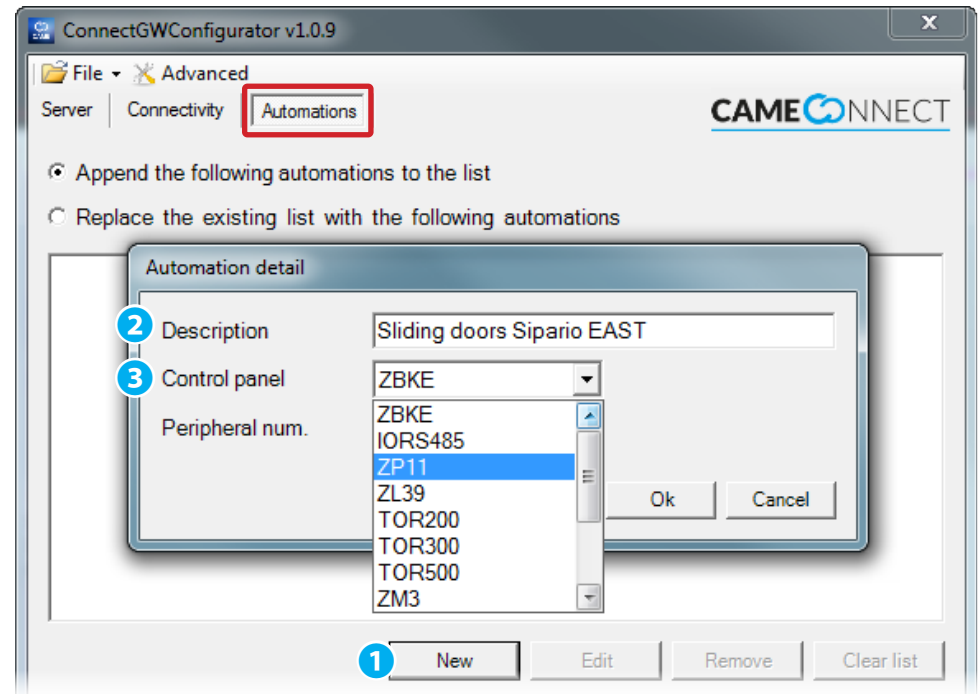 ConnectGWConfigurator v1.0.9
x
File Advanced
Server Connectivity Automations
CAME CONNECT
Append the following automations to the list
Replace the existing list with the following automations
Automation detail
2 Description Sliding doors Sipario EAST
3 Control panel ZBKE
Peripheral num.
ZBKE
IORS485
ZP11
ZL39
TOR200
TOR300
TOR500
ZM3
Ok Cancel
1 New Edit Remove Clear list